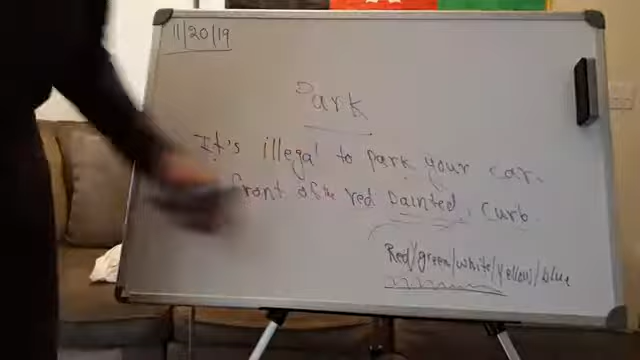 11/20/19
Park
It's illegal to park your car.
front of the red painted, curb.
Red/green/white/yellow/blue